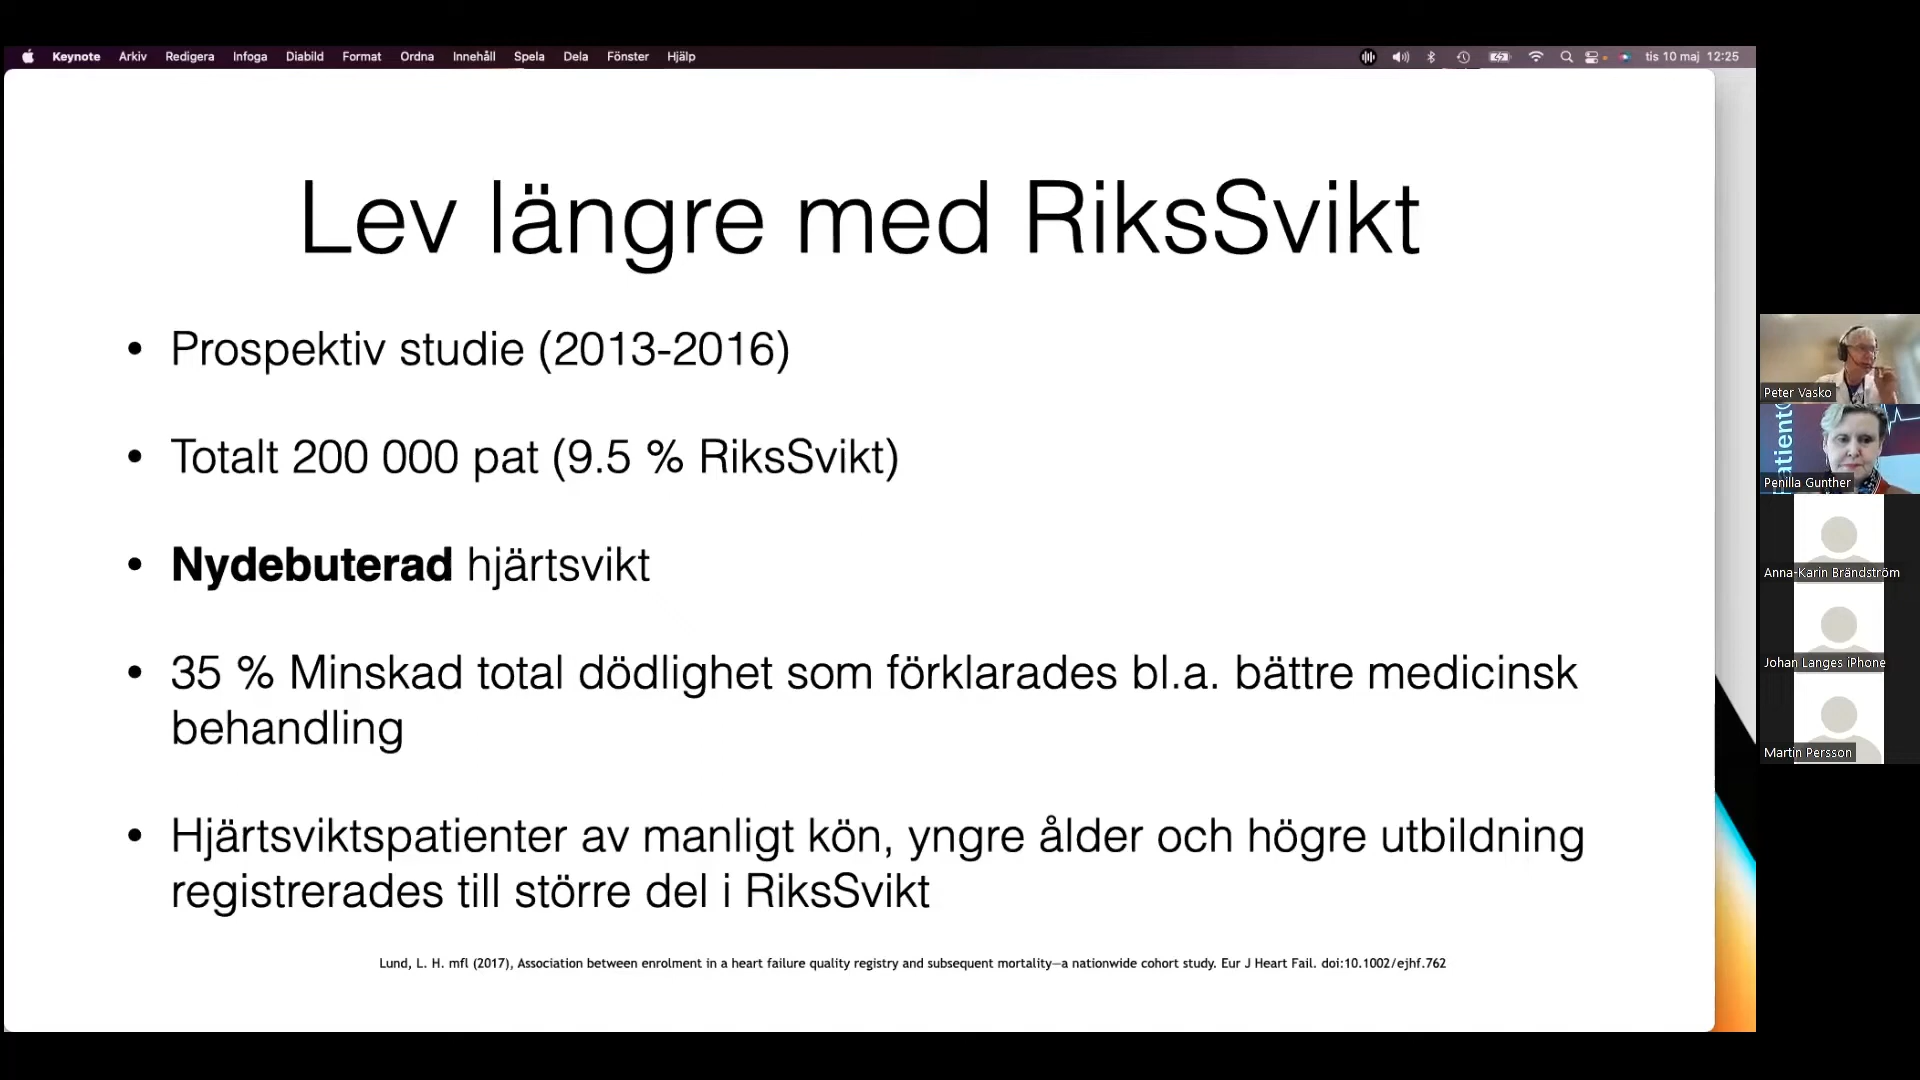 Keynote Arkiv Redigera Infoga Diabild Format Ordna Innehåll Spela Dela Fönster Hjälp tis 10 maj 12:25
Lev längre med RiksSvikt
• Prospektiv studie (2013-2016)
• Totalt 200 000 pat (9.5 % RiksSvikt)
• Nydebuterad hjärtsvikt
• 35 % Minskad total dödlighet som förklarades bl.a. bättre medicinsk
behandling
• Hjärtsviktspatienter av manligt kön, yngre ålder och högre utbildning
registrerades till större del i RiksSvikt
Lund, L. H. mfl (2017), Association between enrolment in a heart failure quality registry and subsequent mortality—a nationwide cohort study. Eur J Heart Fail. doi:10.1002/ejhf.762
Peter Vasko
Penilla Gunther
Anna-Karin Brändström
Johan Langes iPhone
Martin Persson